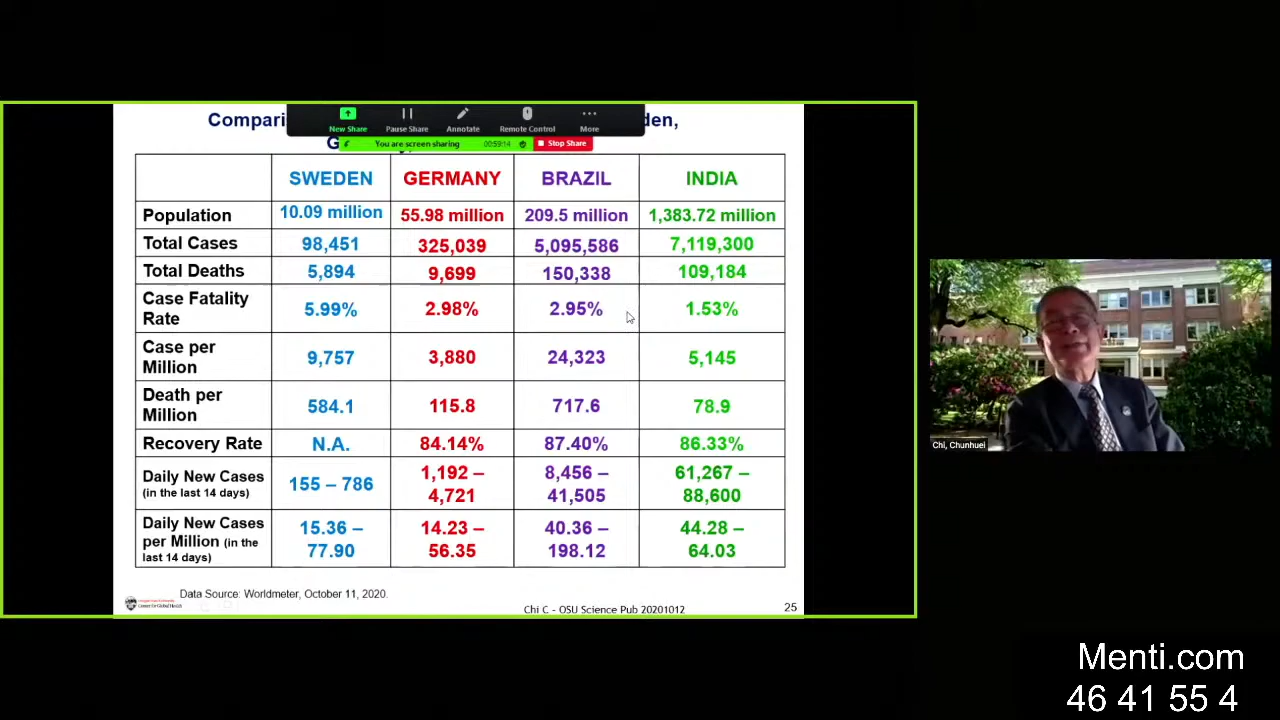 Compari
den,
G
New Share Pause Share Annotate Remote Control More
You are screen sharing 00:59:14 Stop Share
SWEDEN GERMANY BRAZIL INDIA
Population 10.09 million 55.98 million 209.5 million 1,383.72 million
Total Cases 98,451 325,039 5,095,586 7,119,300
Total Deaths 5,894 9,699 150,338 109,184
Case Fatality
Rate 5.99% 2.98% 2.95% 1.53%
Case per
Million 9,757 3,880 24,323 5,145
Death per
Million 584.1 115.8 717.6 78.9
Recovery Rate N.A. 84.14% 87.40% 86.33%
Daily New Cases
(in the last 14 days) 155 – 786 1,192 –
4,721 8,456 –
41,505 61,267 –
88,600
Daily New Cases
per Million (in the
last 14 days) 15.36 –
77.90 14.23 –
56.35 40.36 –
198.12 44.28 –
64.03
Data Source: Worldmeter, October 11, 2020.
Center for Global Health
Chi C - OSU Science Pub 20201012
25
Chi, Chunhuei
Menti.com
46 41 55 4